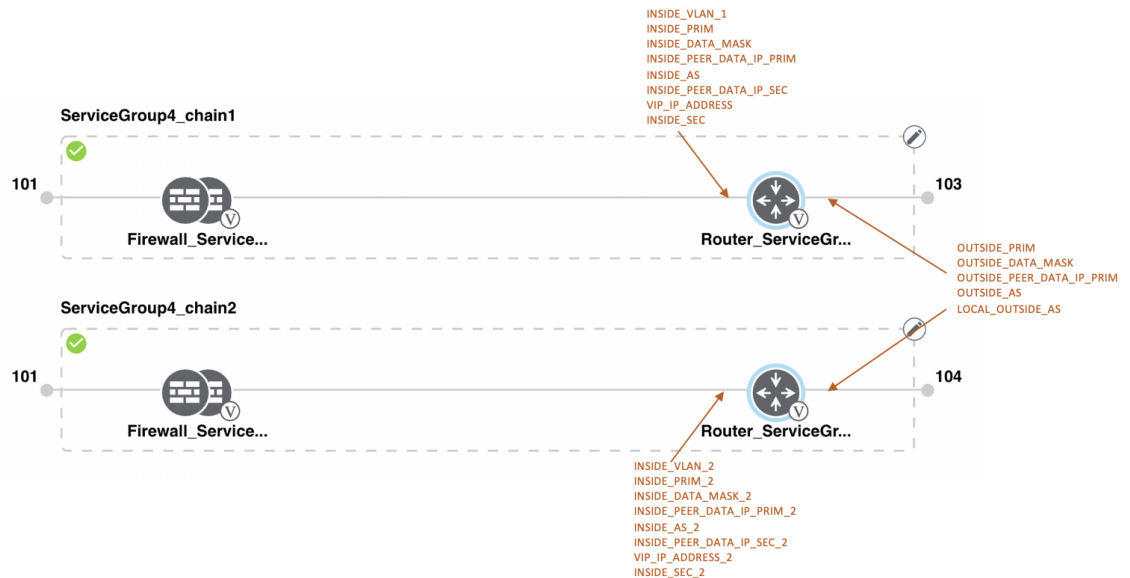 INSIDE_VLAN_1
INSIDE_PRIM
INSIDE_DATA_MASK
INSIDE_PEER_DATA_IP_PRIM
INSIDE_AS
INSIDE_PEER_DATA_IP_SEC
VIP_IP_ADDRESS
INSIDE_SEC
ServiceGroup4_chain1
101
103
V
V
Firewall_Service...
Router_ServiceGr...
OUTSIDE_PRIM
OUTSIDE_DATA_MASK
OUTSIDE_PEER_DATA_IP_PRIM
OUTSIDE_AS
LOCAL_OUTSIDE_AS
ServiceGroup4_chain2
101
104
V
V
Firewall_Service...
Router_ServiceGr...
INSIDE_VLAN_2
INSIDE_PRIM_2
INSIDE_DATA_MASK_2
INSIDE_PEER_DATA_IP_PRIM_2
INSIDE_AS_2
INSIDE_PEER_DATA_IP_SEC_2
VIP_IP_ADDRESS_2
INSIDE_SEC_2